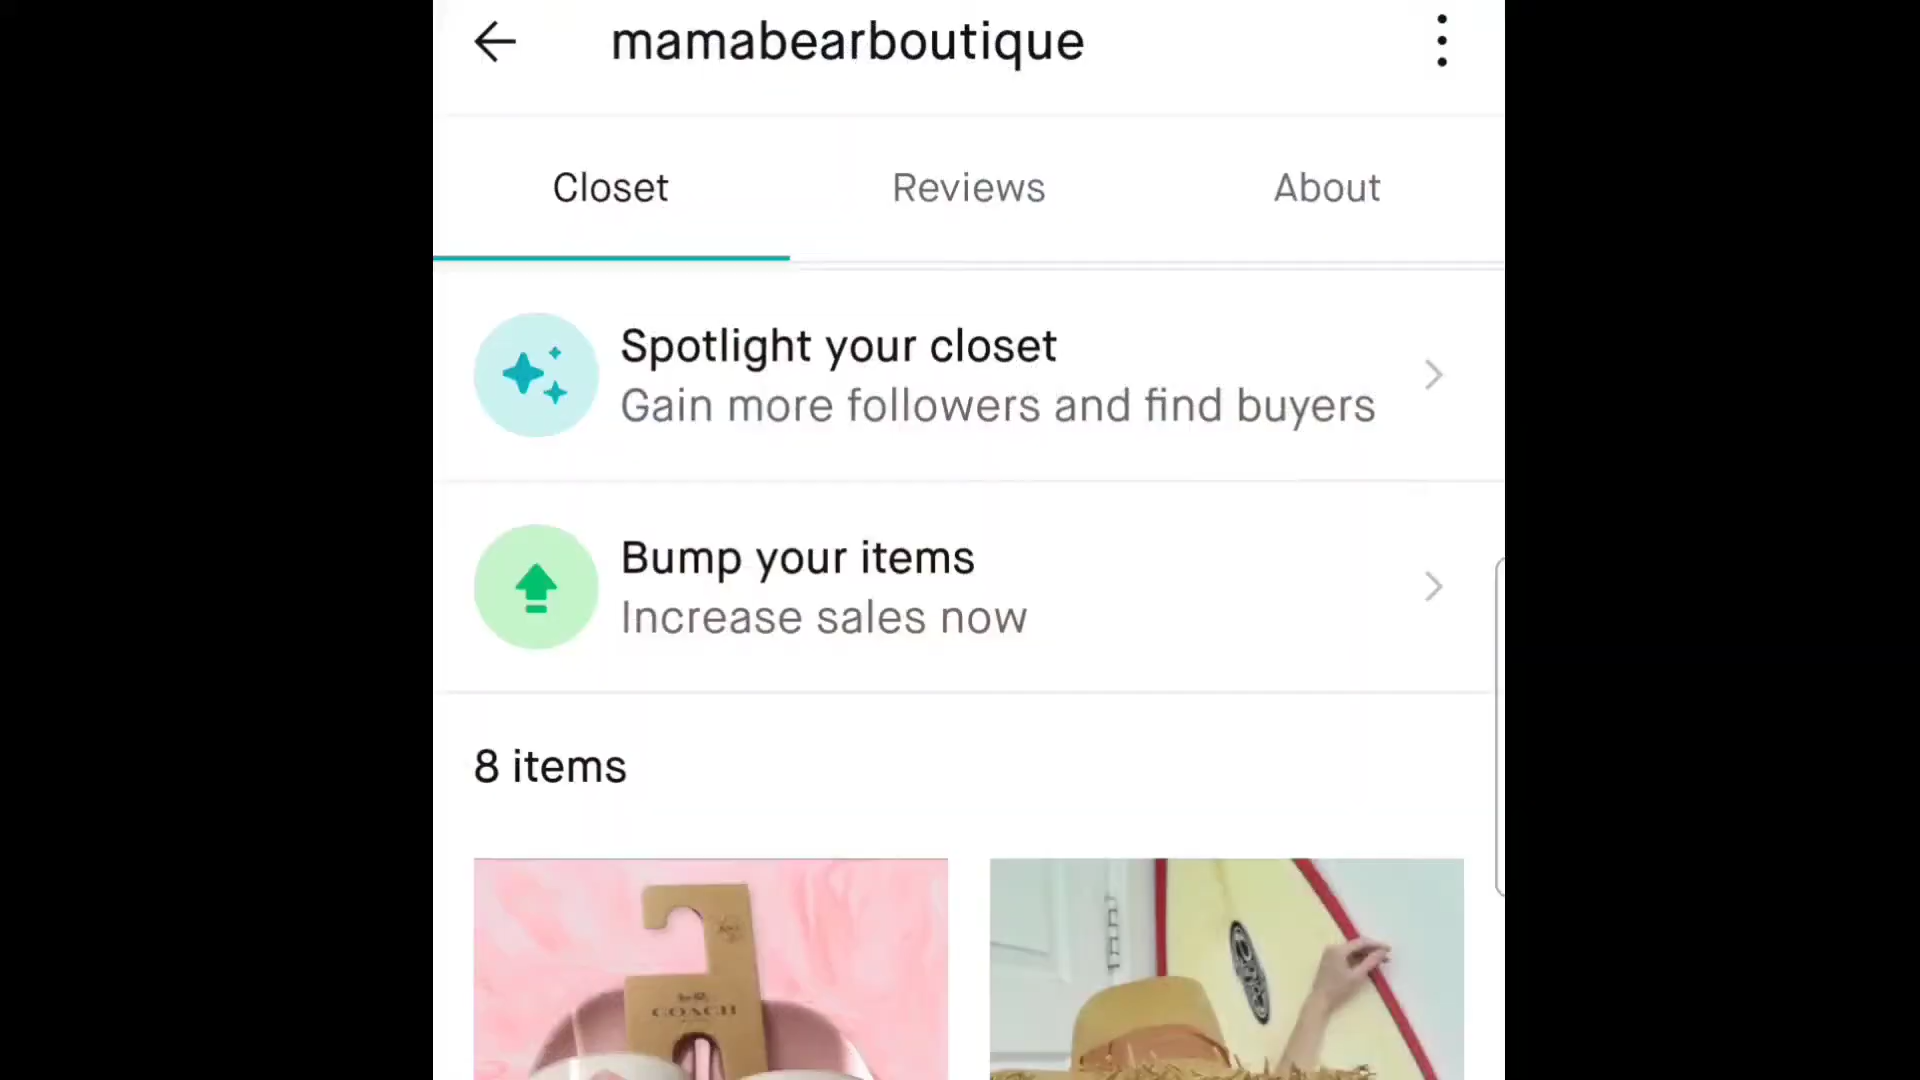 mamabearboutique
Closet
Reviews
About
Spotlight your closet
Gain more followers and find buyers
Bump your items
Increase sales now
8 items
COACH